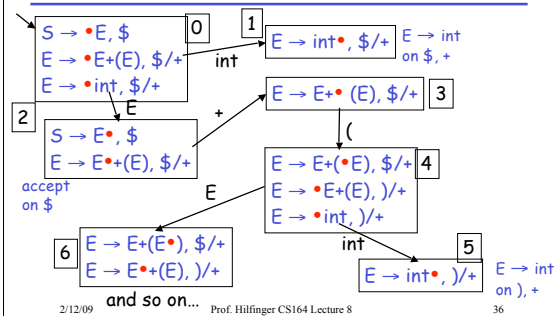 S → •E, $
E → •E+(E), $/+
E → •int, $/+
0
int
1
E → int•, $/+
E → int
on $, +
E
2
S → E•, $
E → E•+(E), $/+
accept
on $
+
E → E+• (E), $/+
3
(
E → E+(•E), $/+
E → •E+(E), )/+
E → •int, )/+
4
E
6
E → E+(E•), $/+
E → E•+(E), )/+
int
5
E → int•, )/+
E → int
on ), +
and so on...
2/12/09 Prof. Hilfinger CS164 Lecture 8 36